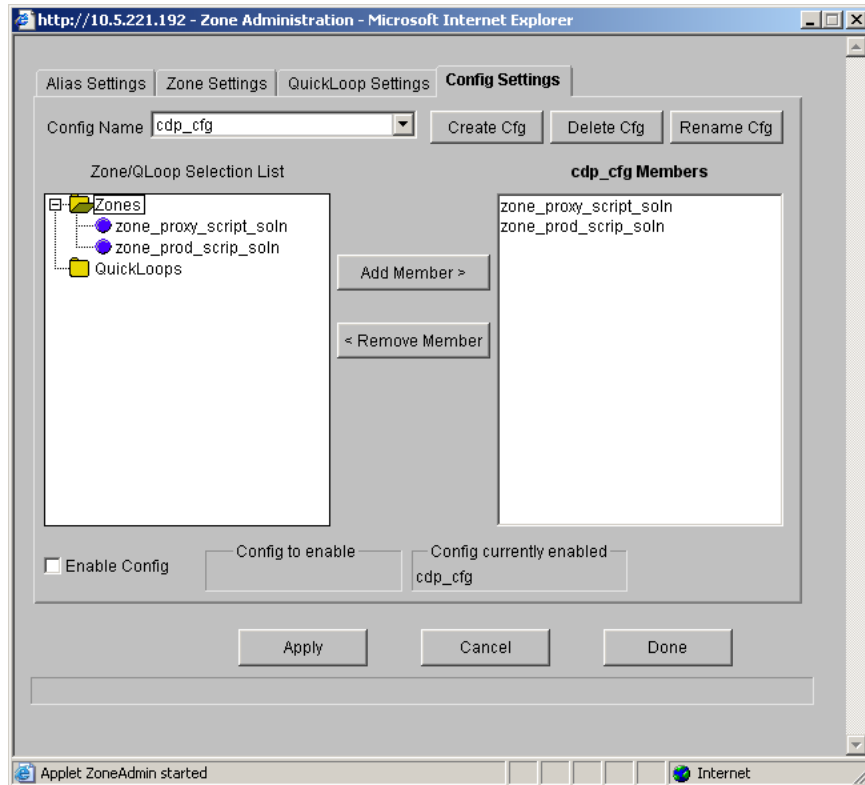 http://10.5.221.192 - Zone Administration - Microsoft Internet Explorer
Alias Settings Zone Settings QuickLoop Settings Config Settings
Config Name cdp_cfg Create Cfg Delete Cfg Rename Cfg
Zone/QLoop Selection List cdp_cfg Members
Zones
zone_proxy_script_soln
zone_prod_scrip_soln
QuickLoops
zone_proxy_script_soln
zone_prod_scrip_soln
Add Member >
< Remove Member
Enable Config
Config to enable
Config currently enabled
cdp_cfg
Apply Cancel Done
Applet ZoneAdmin started Internet